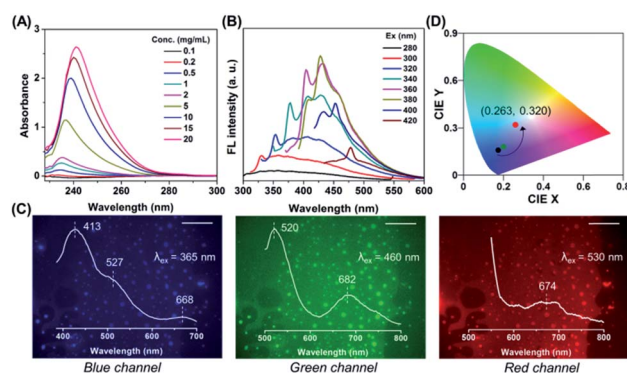 (A)
Absorbance
3
2
1
0
Conc. (mg/mL)
0.1
0.2
0.5
1
2
5
10
15
20
240 260 280 300
Wavelength (nm)
(B)
FL intensity (a. u.)
Ex (nm)
280
300
320
340
360
380
400
420
300 350 400 450 500 550 600
Wavelength (nm)
(D)
CIE Y
0.9
0.6
0.3
0
(0.263, 0.320)
0 0.2 0.4 0.6 0.8
CIE X
(C)
413
527
668
λex = 365 nm
400 500 600 700
Wavelength (nm)
Blue channel
520
682
λex = 460 nm
500 600 700 800
Wavelength (nm)
Green channel
674
λex = 530 nm
500 600 700 800
Wavelength (nm)
Red channel